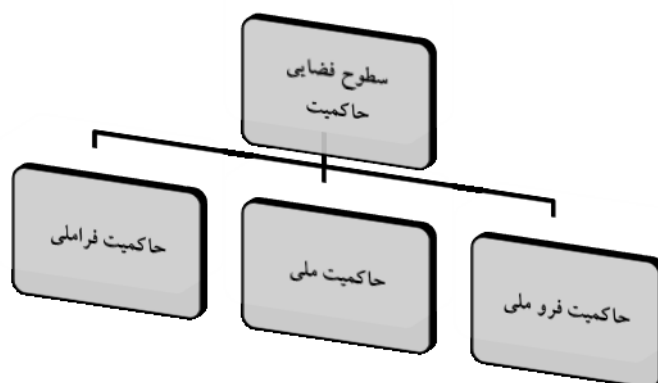 سطوح فضایی
حاکمیت
حاکمیت فرو ملی
حاکمیت ملی
حاکمیت فراملی